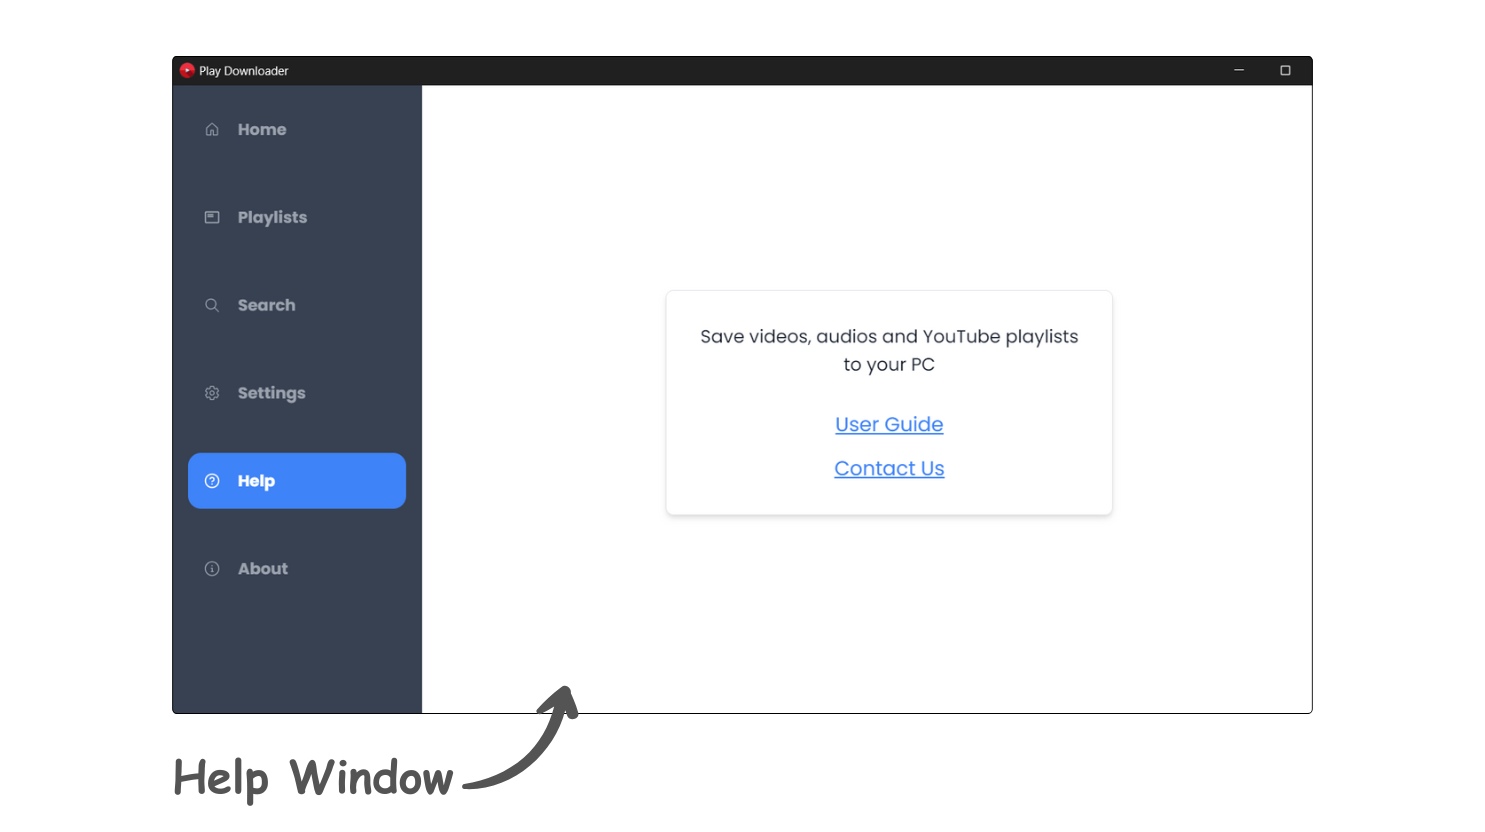 Play Downloader
Home
Playlists
Search
Settings
Help
About
Save videos, audios and YouTube playlists
to your PC
User Guide
Contact Us
Help Window